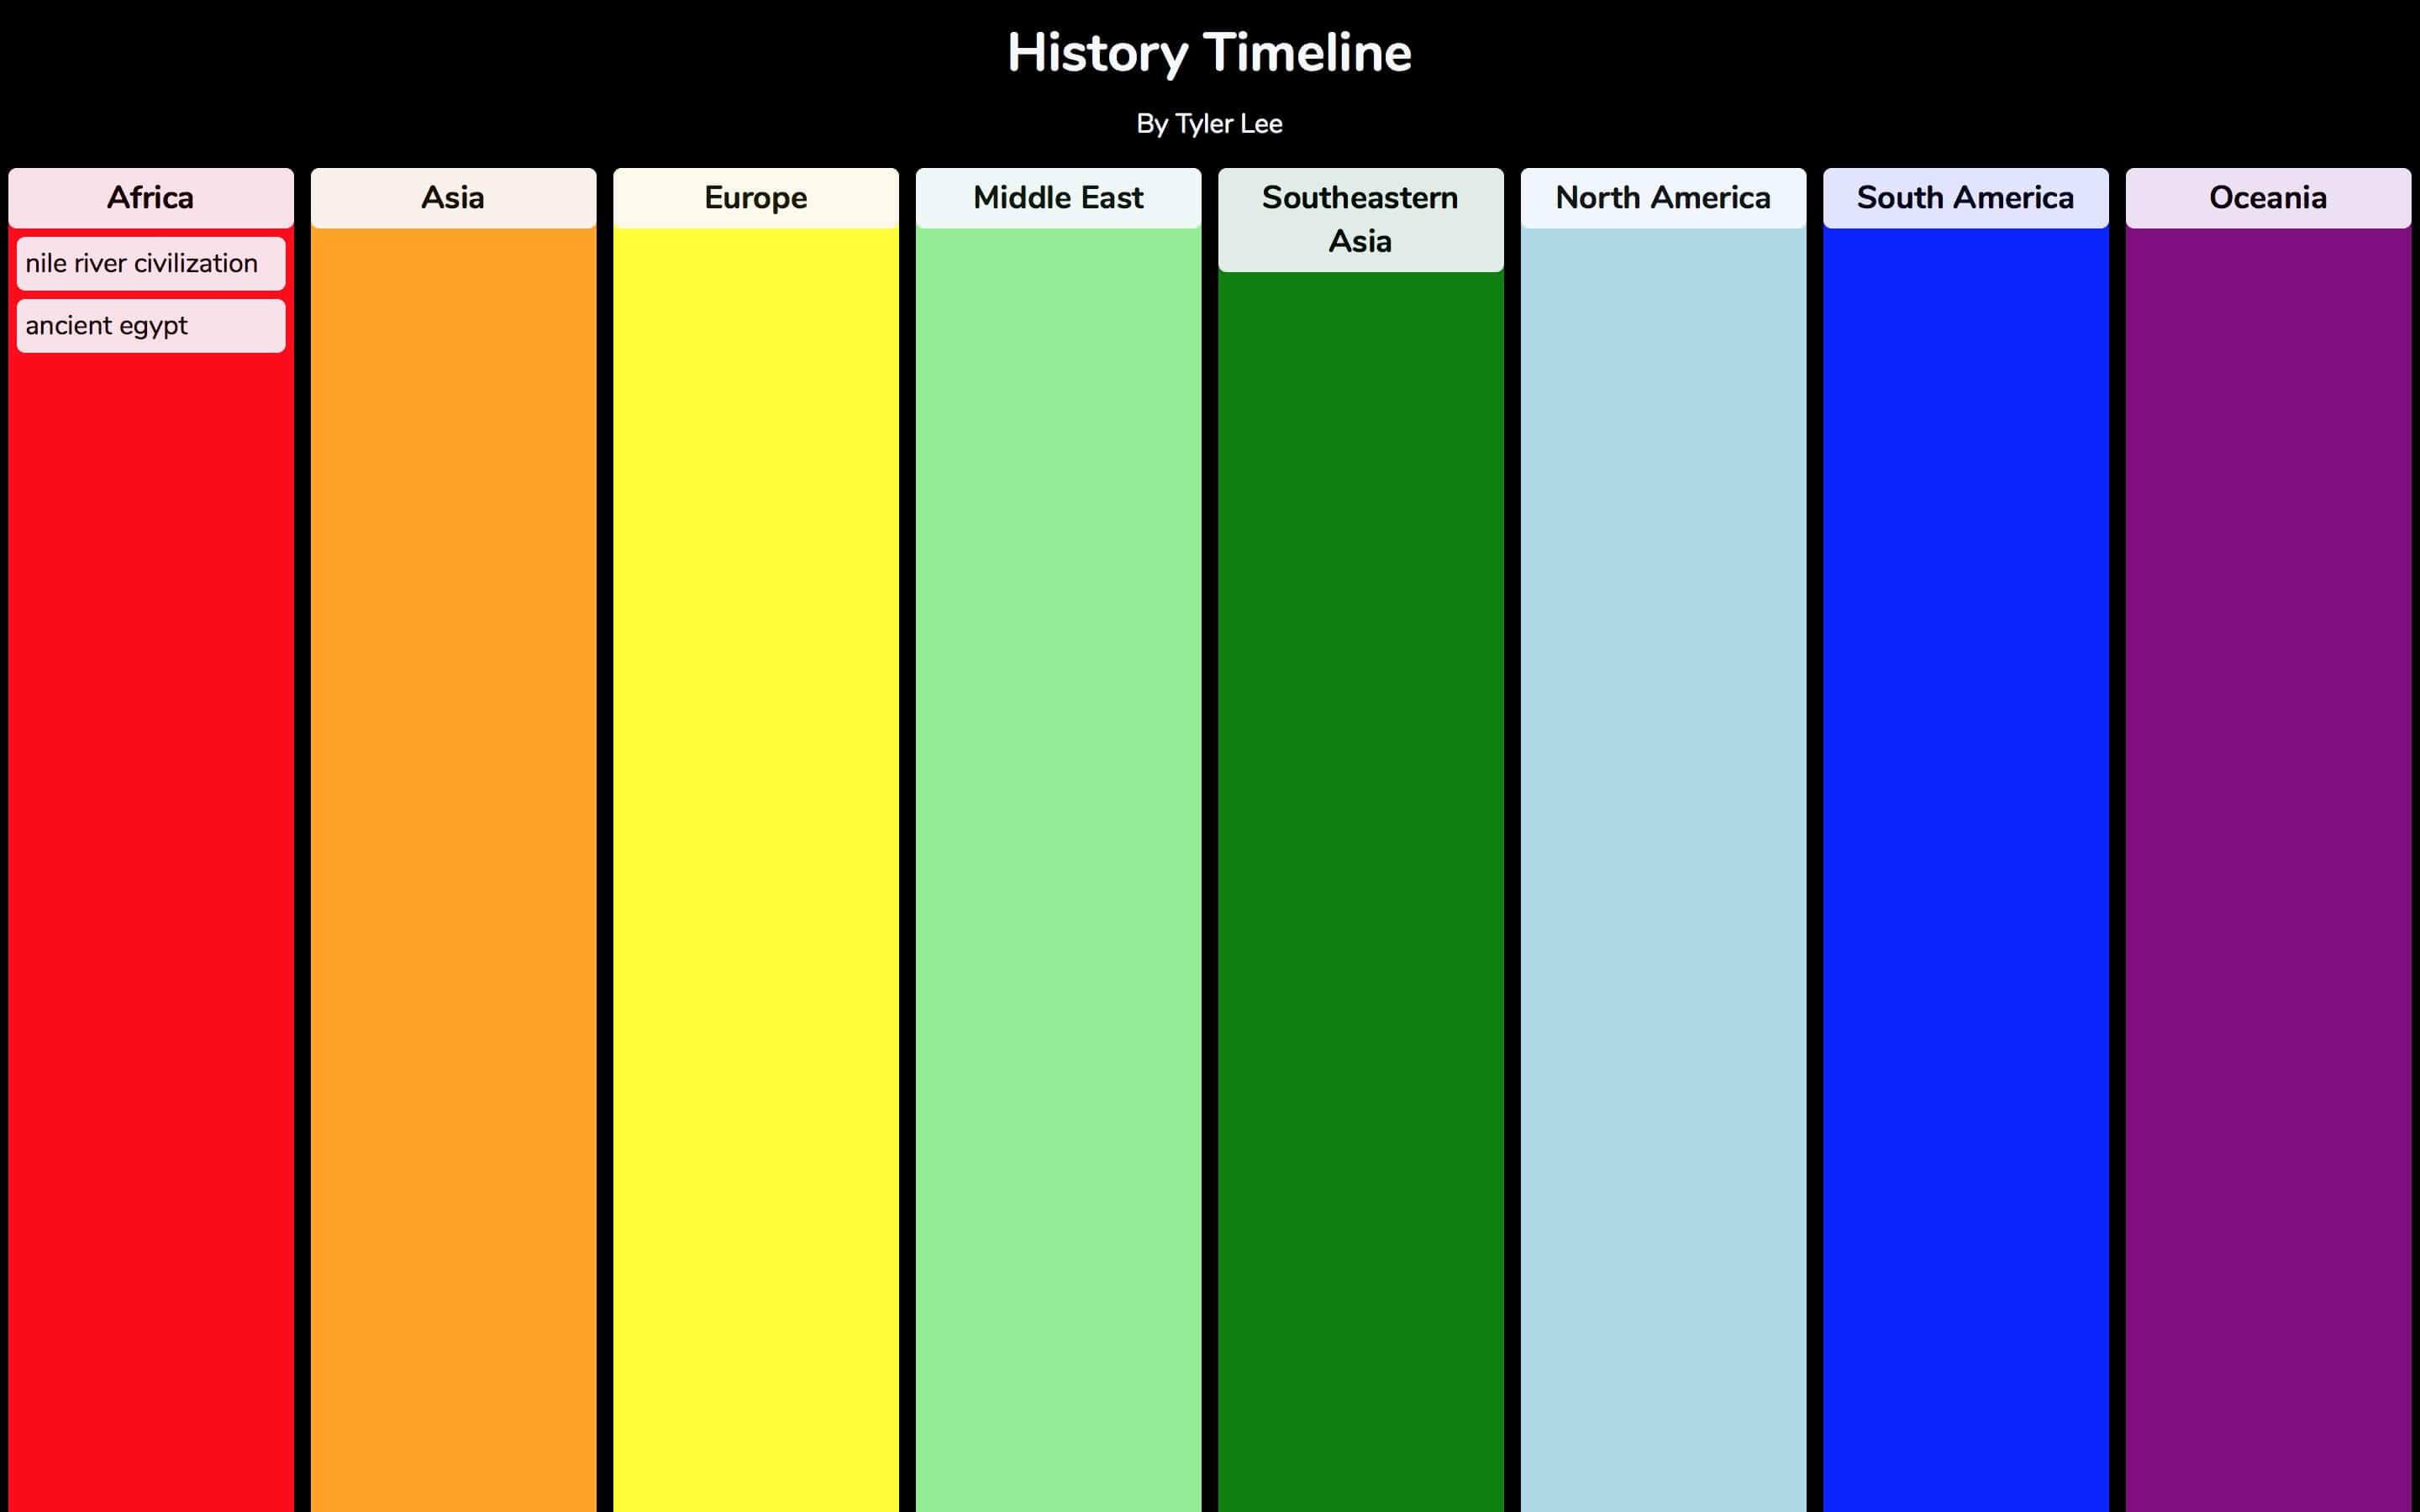 History Timeline
By Tyler Lee
Africa
nile river civilization
ancient egypt
Asia
Europe
Middle East
Southeastern
Asia
North America
South America
Oceania